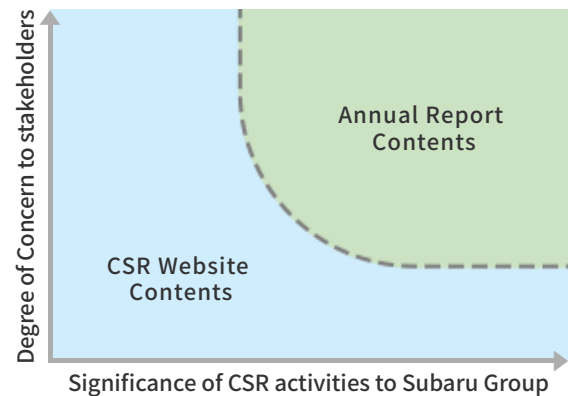 Degree of Concern to stakeholders
Annual Report
Contents
CSR Website
Contents
Significance of CSR activities to Subaru Group